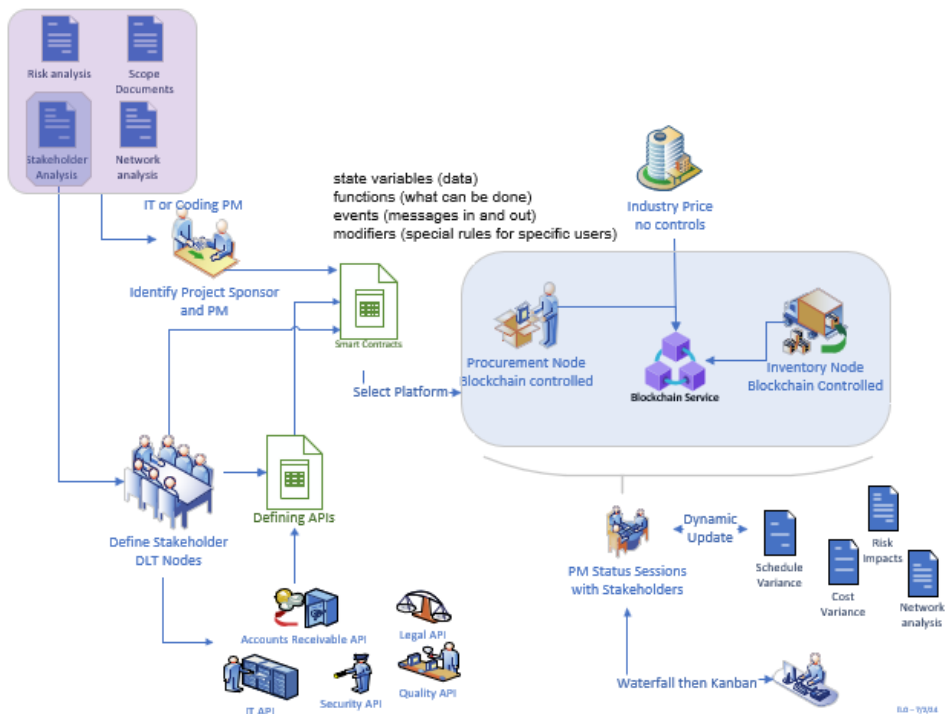 Risk analysis
Scope
Documents
Stakeholder
Analysis
Network
analysis
IT or Coding PM
Identify Project Sponsor
and PM
state variables (data)
functions (what can be done)
events (messages in and out)
modifiers (special rules for specific users)
Smart Contracts
Select Platform
Industry Price
no controls
Procurement Node
Blockchain controlled
Blockchain Service
Inventory Node
Blockchain Controlled
Define Stakeholder
DLT Nodes
Defining APIs
Accounts Receivable API
Legal API
IT API
Security API
Quality API
PM Status Sessions
with Stakeholders
Dynamic
Update
Schedule
Variance
Cost
Variance
Risk
Impacts
Network
analysis
Waterfall then Kanban